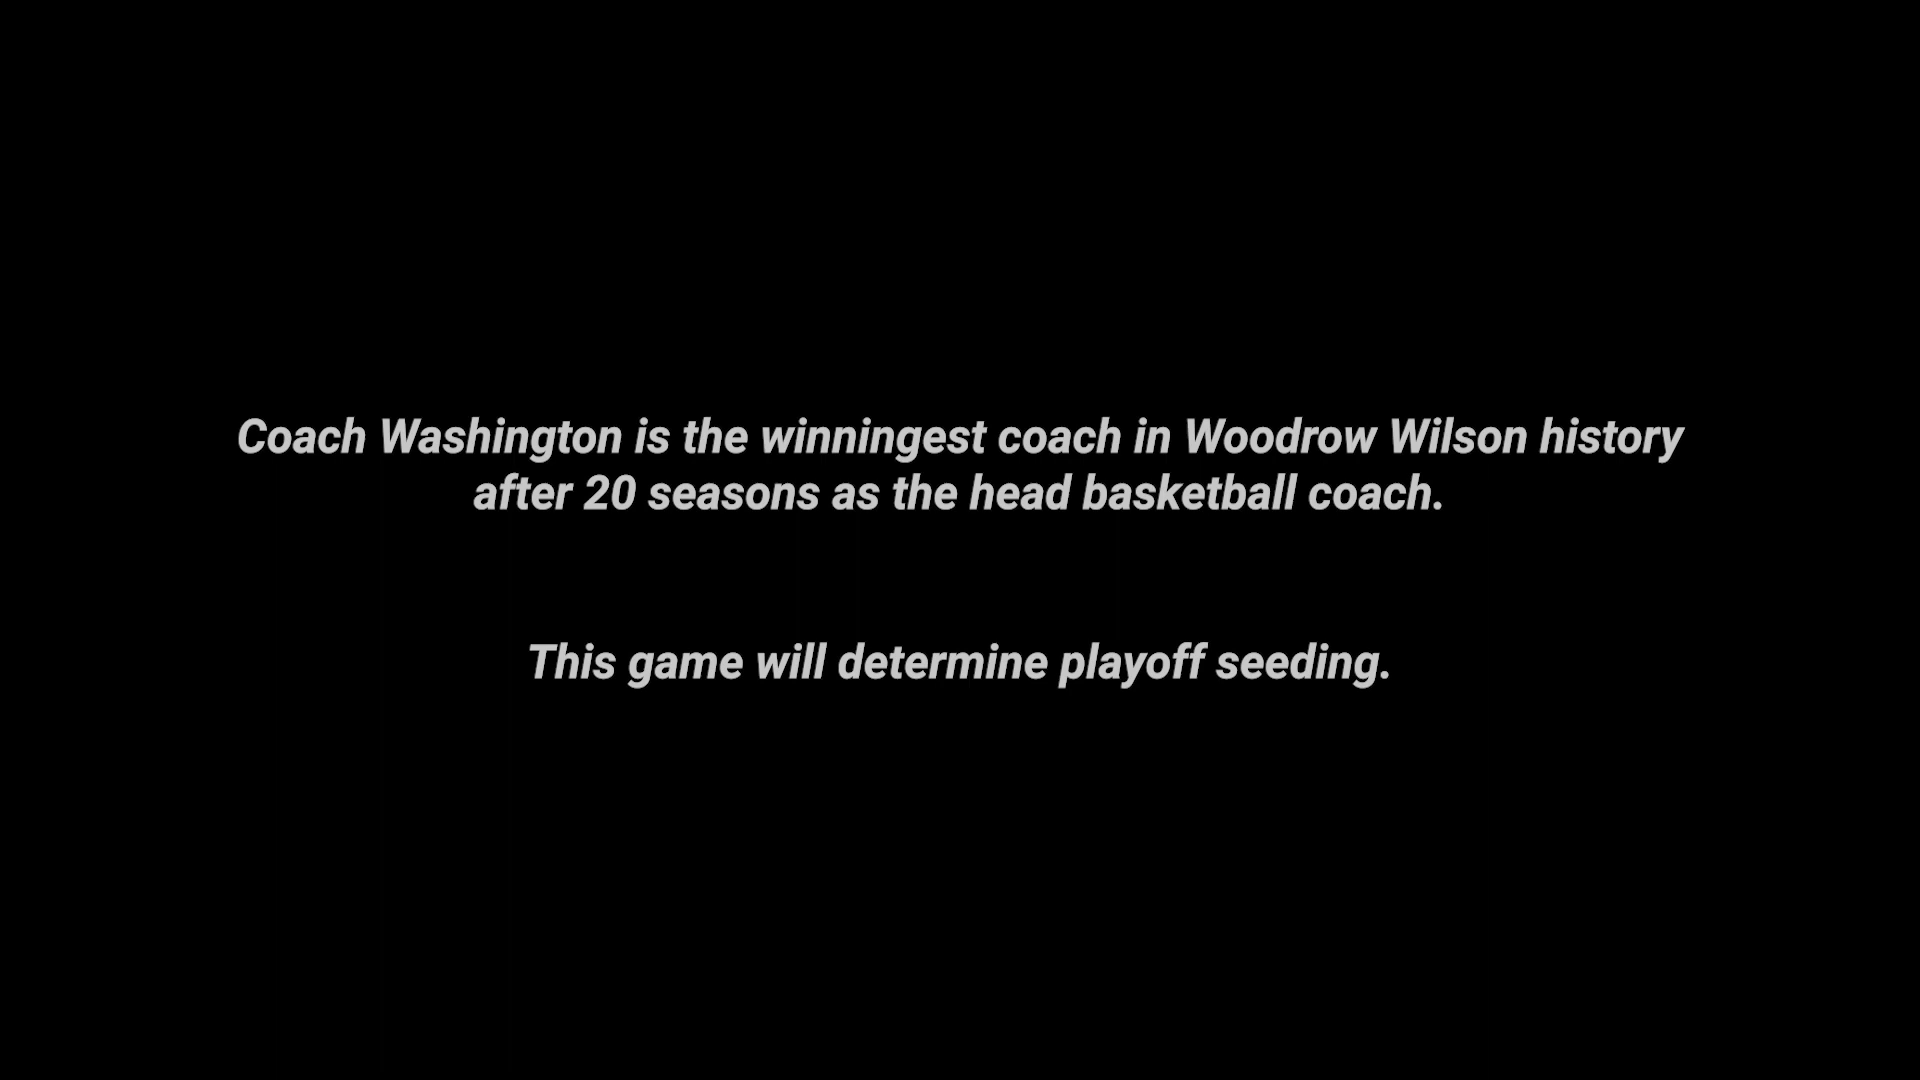 Coach Washington is the winningest coach in Woodrow Wilson history
after 20 seasons as the head basketball coach.
This game will determine playoff seeding.